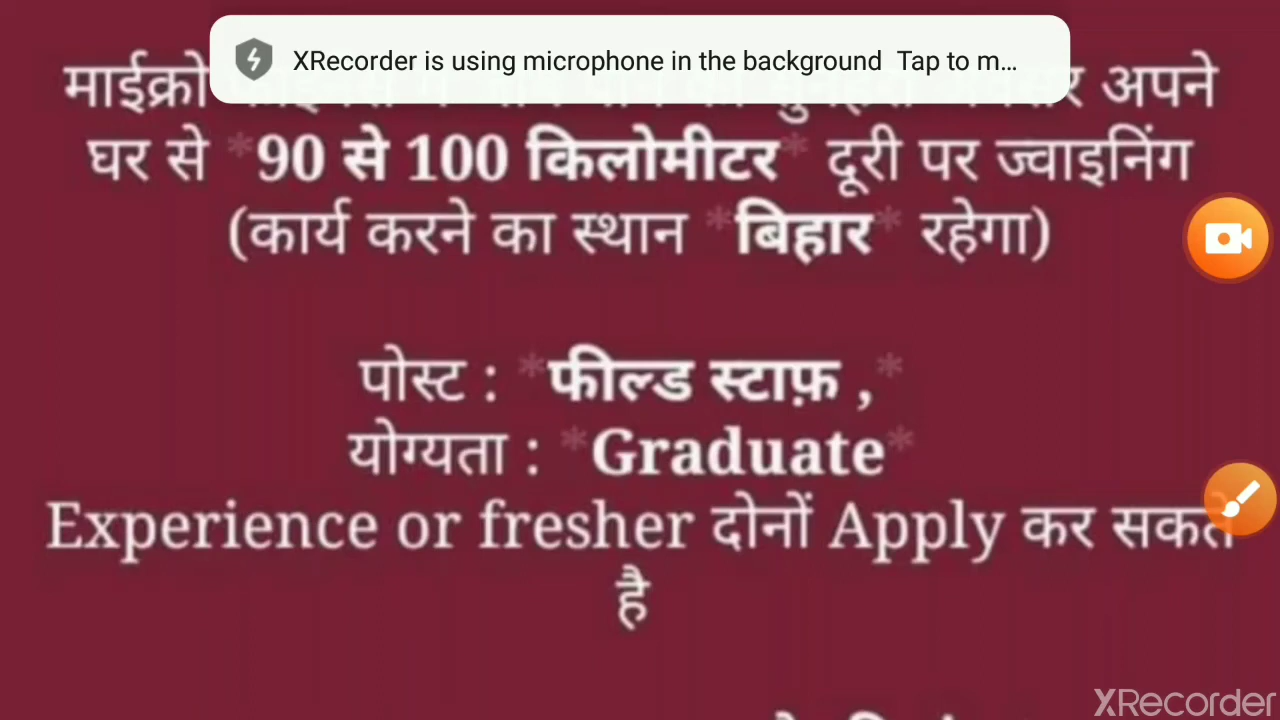 XRecorder is using microphone in the background Tap to m...
माईक्रो अपने
घर से *90 से 100 किलोमीटर* दूरी पर ज्वाइनिंग
(कार्य करने का स्थान *बिहार* रहेगा)
पोस्ट : *फील्ड स्टाफ़ ,*
योग्यता : *Graduate*
Experience or fresher दोनों Apply कर सकते
है
XRecorder